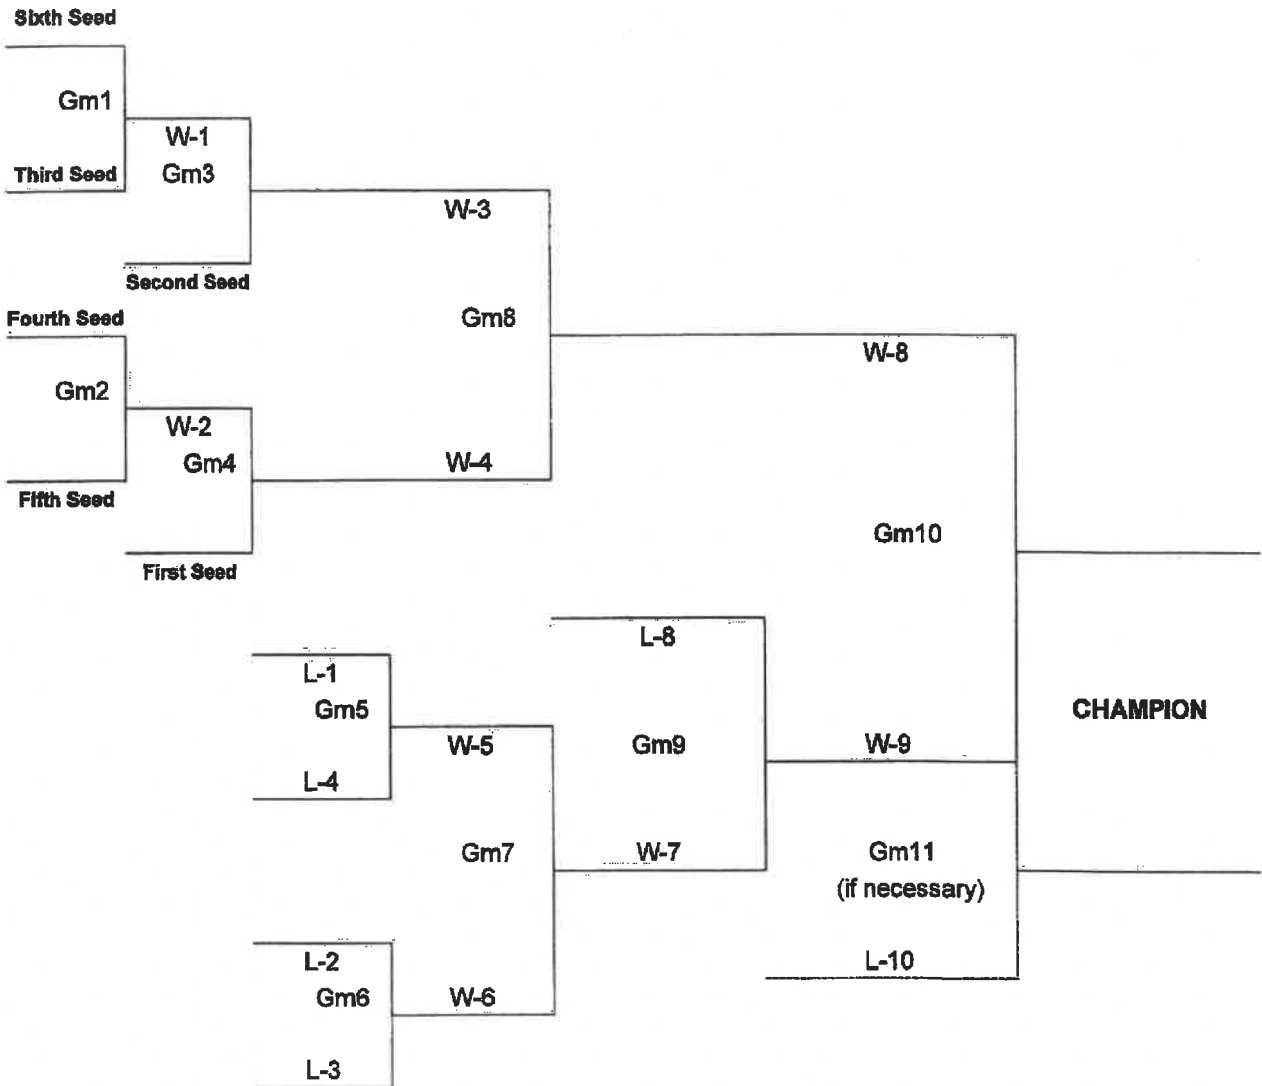 Sixth Seed
Gm1
W-1
Third Seed
Gm3
W-3
Second Seed
Fourth Seed
Gm8
W-8
Gm2
W-2
Gm4
W-4
Fifth Seed
Gm10
First Seed
L-8
L-1
Gm5
CHAMPION
W-5
Gm9
W-9
L-4
Gm7
W-7
Gm11
(if necessary)
L-2
L-10
Gm6
W-6
L-3